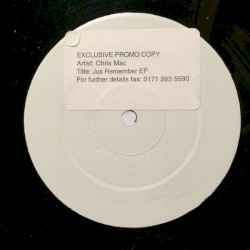 EXCLUSIVE PROMO COPY
Artist: Chris Mac
Title: Jus Remember EP
For further details fax: 0171 263 5590